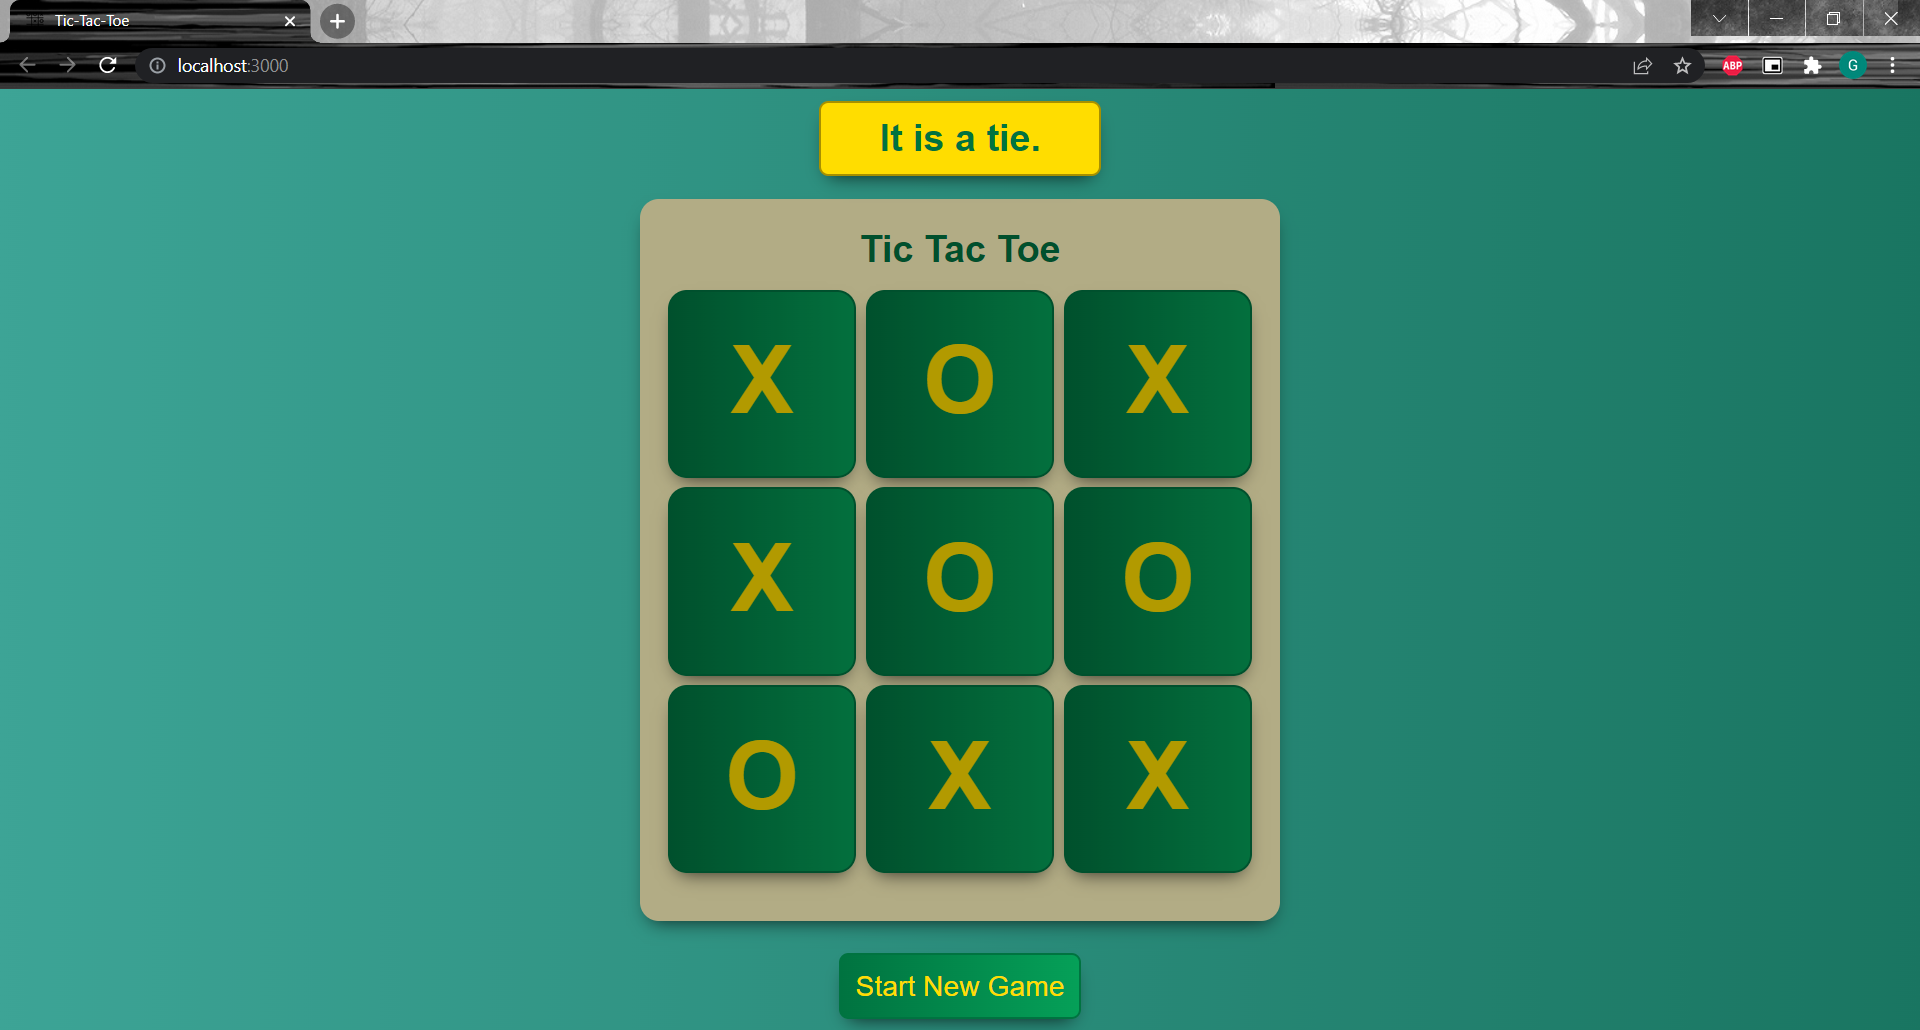 Tic-Tac-Toe
localhost:3000
ABP
G
It is a tie.
Tic Tac Toe
X O X
X O O
O X X
Start New Game